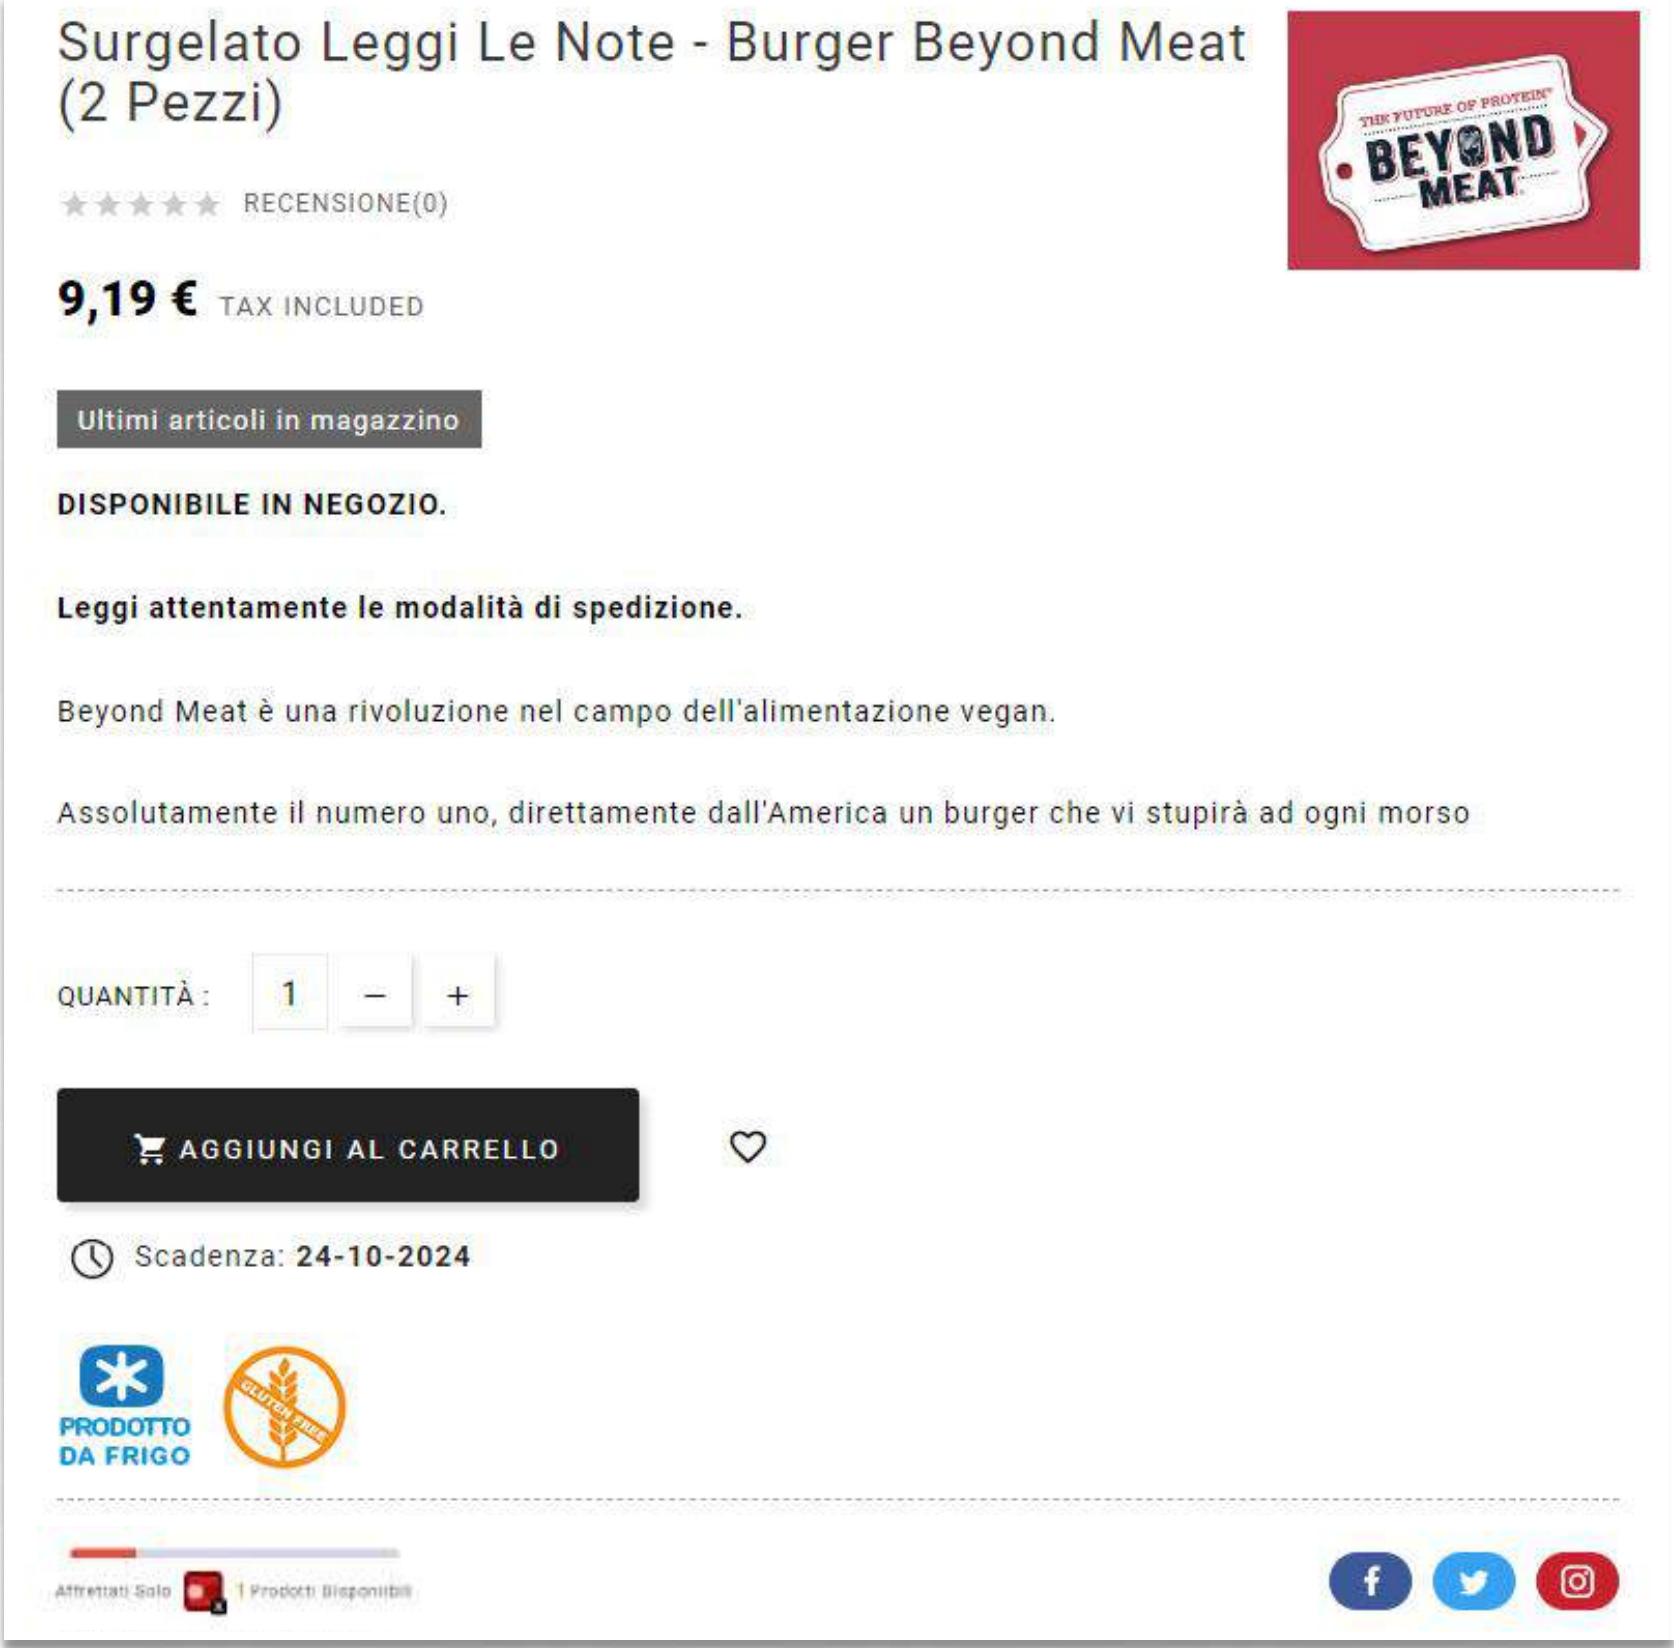 Surgelato Leggi Le Note - Burger Beyond Meat
(2 Pezzi)
THE FUTURE OF PROTEIN®
BEYOND
MEAT
RECENSIONE(0)
9,19 € TAX INCLUDED
Ultimi articoli in magazzino
DISPONIBILE IN NEGOZIO.
Leggi attentamente le modalità di spedizione.
Beyond Meat è una rivoluzione nel campo dell'alimentazione vegan.
Assolutamente il numero uno, direttamente dall'America un burger che vi stupirà ad ogni morso
QUANTITÀ : 1 − +
AGGIUNGI AL CARRELLO
Scadenza: 24-10-2024
PRODOTTO
DA FRIGO
GLUTEN FREE
Affrettati Solo 1 Prodotti Disponibili